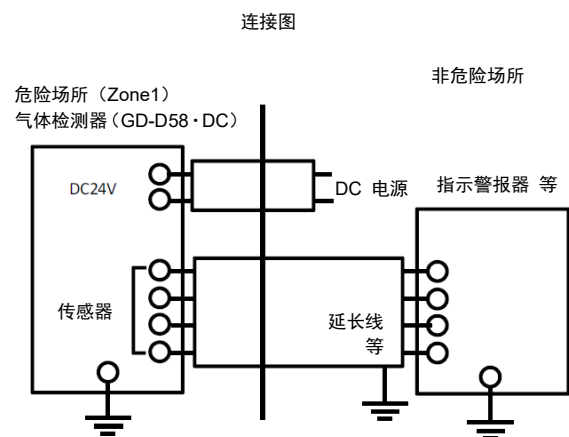 连接图
非危险场所
危险场所（Zone1）
气体检测器（GD-D58・DC）
DC24V
DC 电源
指示警报器 等
传感器
延长线
等